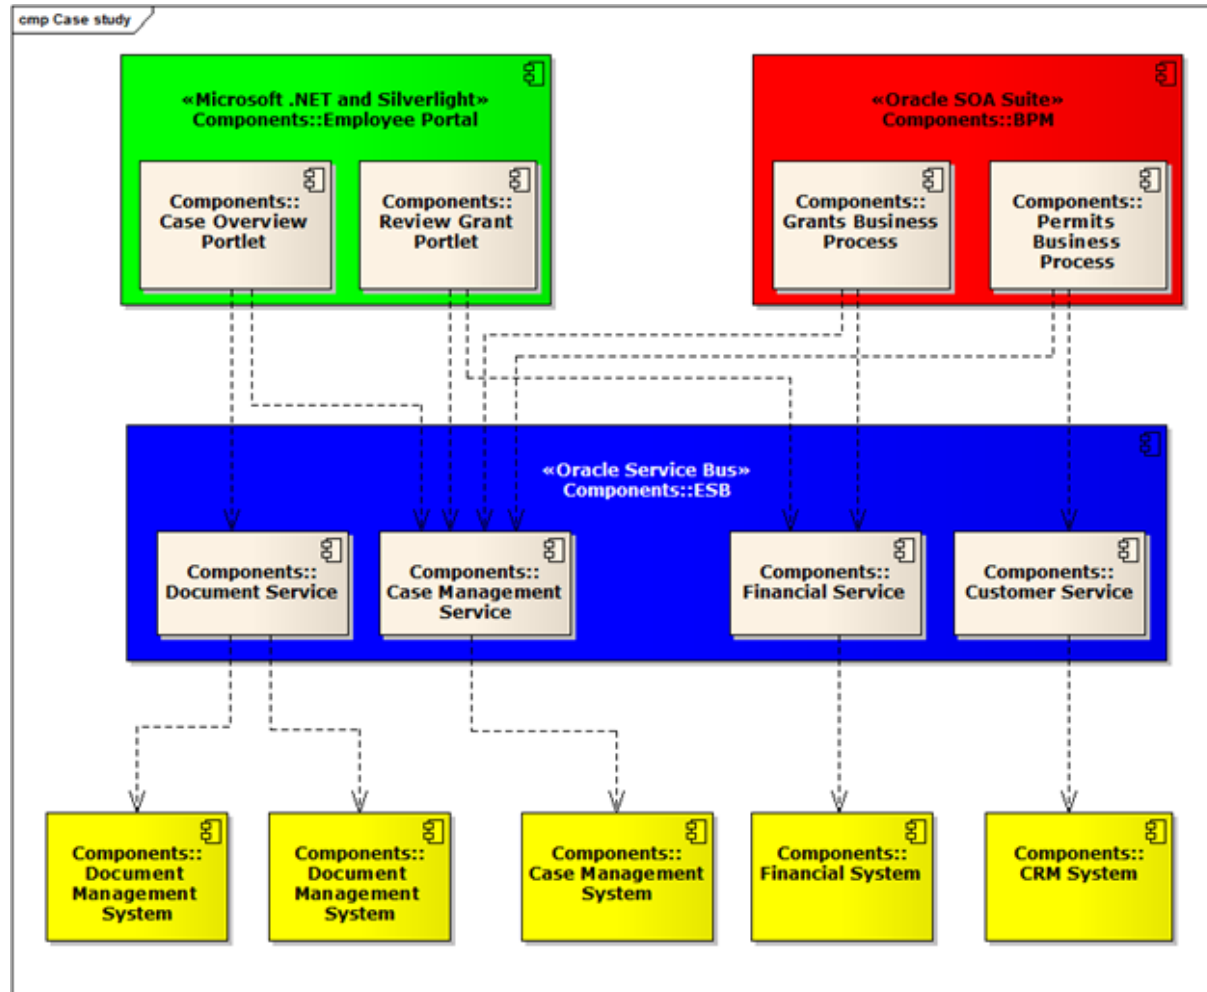 cmp Case study
«Microsoft .NET and Silverlight»
Components::Employee Portal
Components::
Case Overview
Portlet
Components::
Review Grant
Portlet
«Oracle SOA Suite»
Components::BPM
Components::
Grants Business
Process
Components::
Permits
Business
Process
«Oracle Service Bus»
Components::ESB
Components::
Document Service
Components::
Case Management
Service
Components::
Financial Service
Components::
Customer Service
Components::
Document
Management
System
Components::
Document
Management
System
Components::
Case Management
System
Components::
Financial System
Components::
CRM System